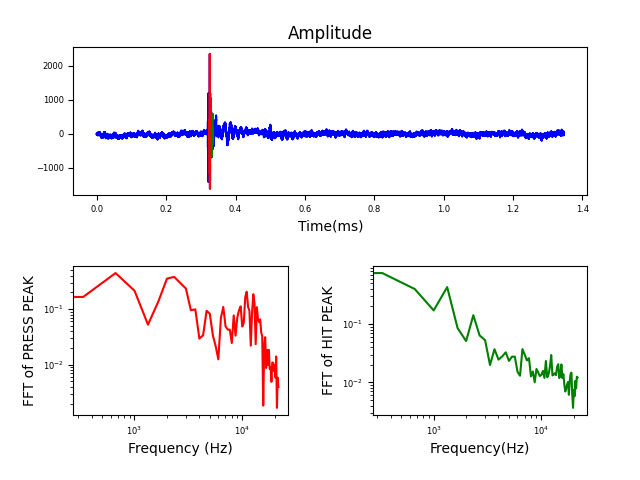 Amplitude
2000
1000
0
−1000
0.0 0.2 0.4 0.6 0.8 1.0 1.2 1.4
Time(ms)
FFT of PRESS PEAK
10⁻¹
10⁻²
10³ 10⁴
Frequency (Hz)
FFT of HIT PEAK
10⁻¹
10⁻²
10³ 10⁴
Frequency(Hz)